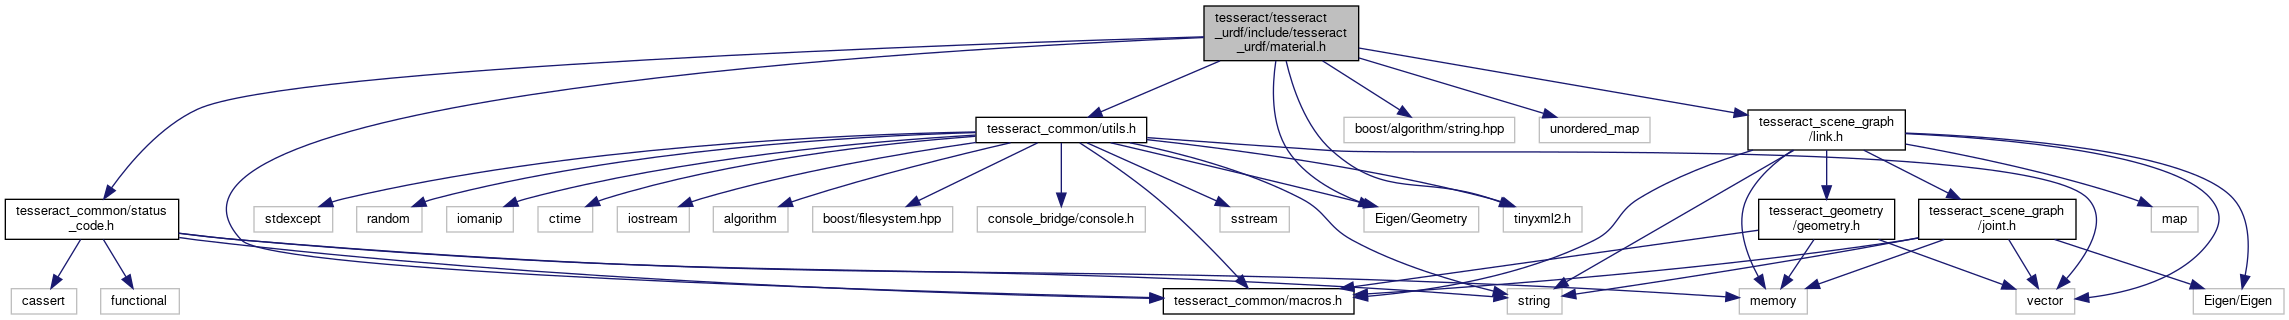 tesseract/tesseract
_urdf/include/tesseract
_urdf/material.h
tesseract_common/utils.h
boost/algorithm/string.hpp
unordered_map
tesseract_scene_graph
/link.h
tesseract_common/status
_code.h
stdexcept
random
iomanip
ctime
iostream
algorithm
boost/filesystem.hpp
console_bridge/console.h
sstream
Eigen/Geometry
tinyxml2.h
tesseract_geometry
/geometry.h
tesseract_scene_graph
/joint.h
map
cassert
functional
tesseract_common/macros.h
string
memory
vector
Eigen/Eigen